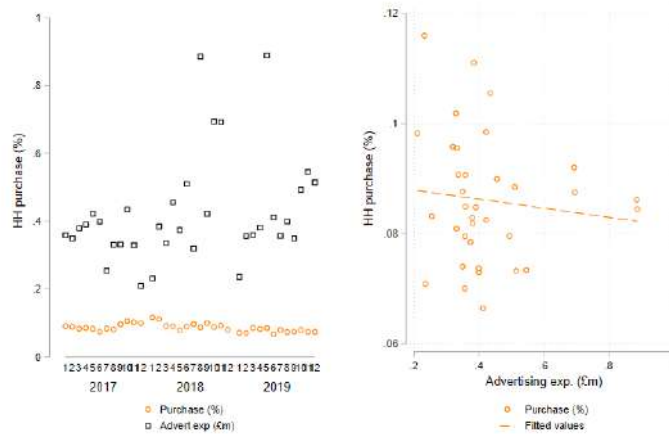 1
.8
.6
.4
.2
0
HH purchase (%)
1 2 3 4 5 6 7 8 9 10 11 12 1 2 3 4 5 6 7 8 9 10 11 12 1 2 3 4 5 6 7 8 9 10 11 12
2017 2018 2019
Purchase (%)
Advert exp (£m)
.12
.1
.08
.06
HH purchase (%)
.2 .4 .6 .8 1
Advertising exp. (£m)
Purchase (%)
Fitted values